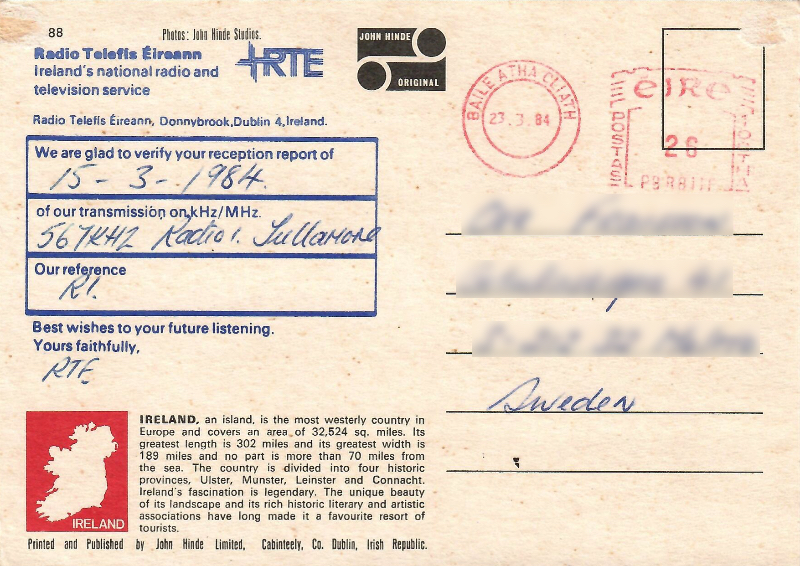 88
Photos: John Hinde Studios.
Radio Telefís Éireann
Ireland's national radio and
television service
RTE
JOHN HINDE
ORIGINAL
BAILE ÁTHA CLIATH
23.3.84
éire
POSTAS
28
POSTAS
PB
Radio Telefís Éireann, Donnybrook,Dublin 4,Ireland.
We are glad to verify your reception report of
15 - 3 - 1984.
of our transmission on kHz/MHz.
567KHZ Radio 1. Tullamore
Our reference
R1.
Best wishes to your future listening.
Yours faithfully,
RTE
Sweden
IRELAND
IRELAND, an island, is the most westerly country in
Europe and covers an area of 32,524 sq. miles. Its
greatest length is 302 miles and its greatest width is
189 miles and no part is more than 70 miles from
the sea. The country is divided into four historic
provinces, Ulster, Munster, Leinster and Connacht.
Ireland's fascination is legendary. The unique beauty
of its landscape and its rich historic literary and artistic
associations have long made it a favourite resort of
tourists.
Printed and Published by John Hinde Limited, Cabinteely, Co. Dublin, Irish Republic.